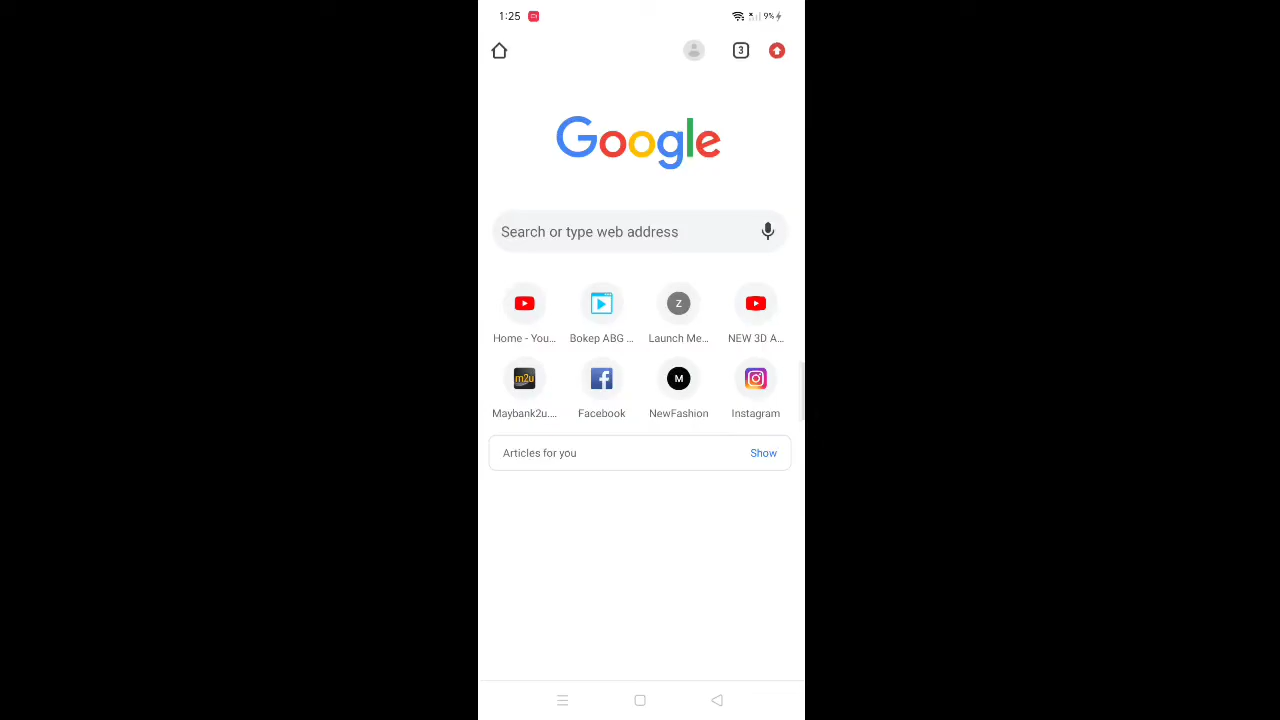 1:25
9%
3
Google
Search or type web address
Z
Home - You...
Bokep ABG ...
Launch Me...
NEW 3D A...
m2u
M
Maybank2u....
Facebook
NewFashion
Instagram
Articles for you
Show